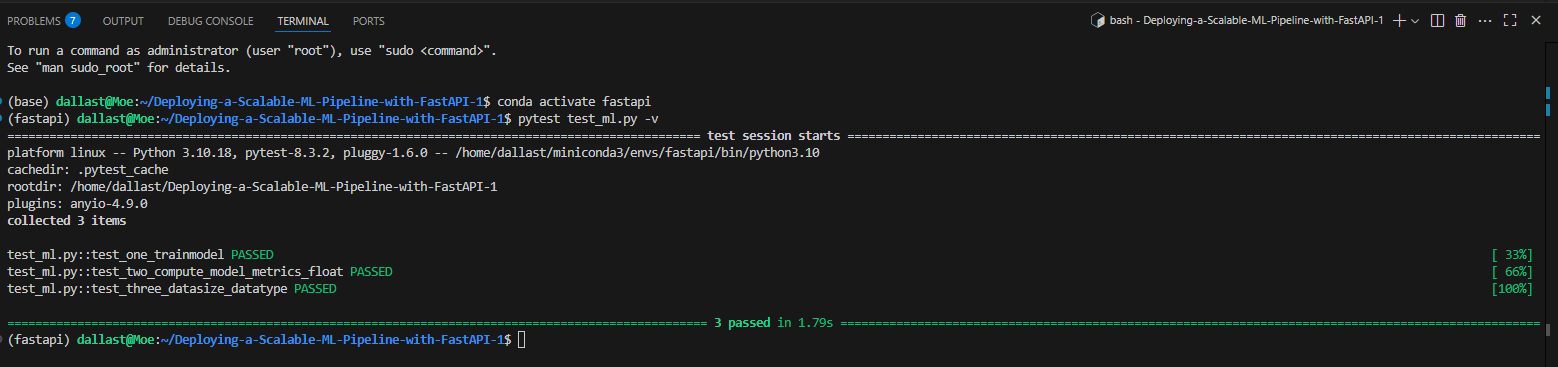 PROBLEMS 7 OUTPUT DEBUG CONSOLE TERMINAL PORTS bash - Deploying-a-Scalable-ML-Pipeline-with-FastAPI-1
To run a command as administrator (user "root"), use "sudo <command>".
See "man sudo_root" for details.
(base) dallast@Moe:~/Deploying-a-Scalable-ML-Pipeline-with-FastAPI-1$ conda activate fastapi
(fastapi) dallast@Moe:~/Deploying-a-Scalable-ML-Pipeline-with-FastAPI-1$ pytest test_ml.py -v
=== test session starts ===
platform linux -- Python 3.10.18, pytest-8.3.2, pluggy-1.6.0 -- /home/dallast/miniconda3/envs/fastapi/bin/python3.10
cachedir: .pytest_cache
rootdir: /home/dallast/Deploying-a-Scalable-ML-Pipeline-with-FastAPI-1
plugins: anyio-4.9.0
collected 3 items
test_ml.py::test_one_trainmodel PASSED [ 33%]
test_ml.py::test_two_compute_model_metrics_float PASSED [ 66%]
test_ml.py::test_three_datasize_datatype PASSED [100%]
=== 3 passed in 1.79s ===
(fastapi) dallast@Moe:~/Deploying-a-Scalable-ML-Pipeline-with-FastAPI-1$